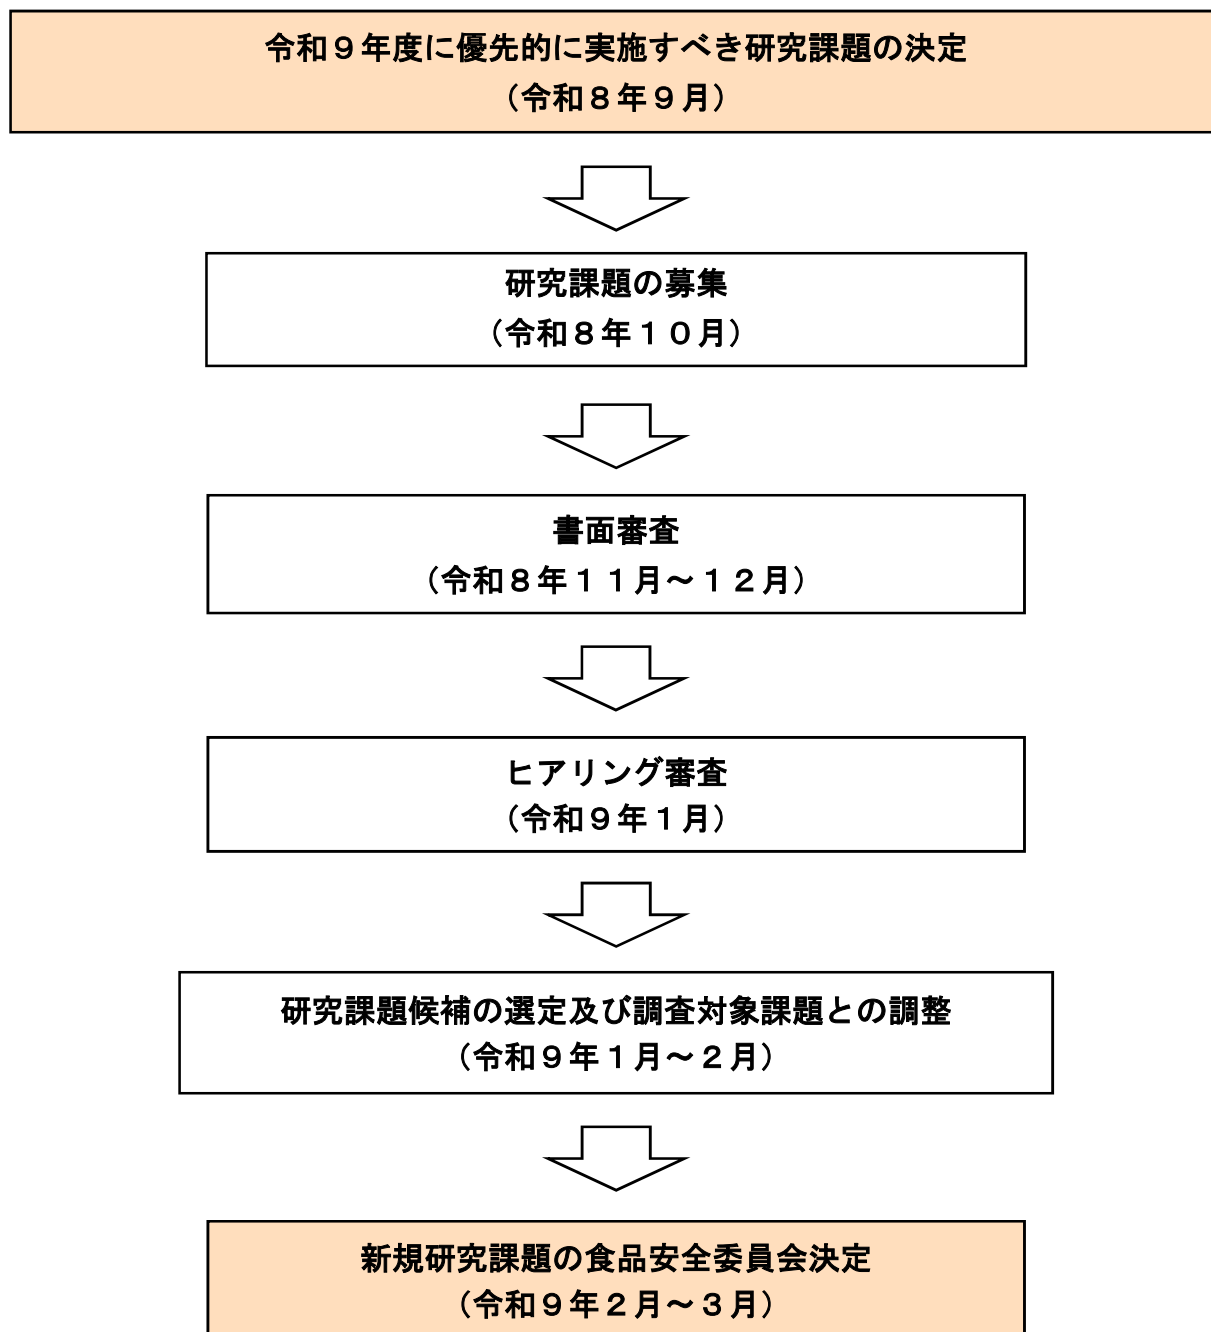 令和９年度に優先的に実施すべき研究課題の決定
（令和８年９月）
研究課題の募集
（令和８年１０月）
書面審査
（令和８年１１月～１２月）
ヒアリング審査
（令和９年１月）
研究課題候補の選定及び調査対象課題との調整
（令和９年１月～２月）
新規研究課題の食品安全委員会決定
（令和９年２月～３月）